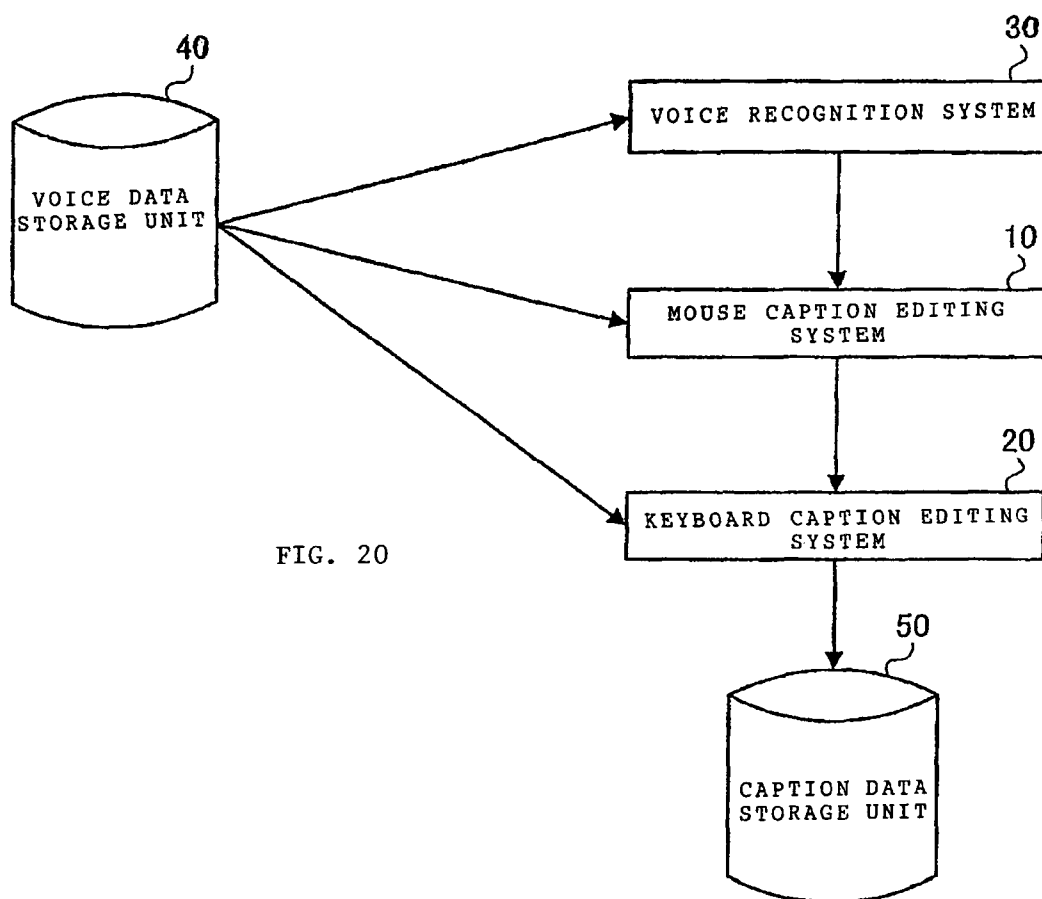 40
VOICE DATA
STORAGE UNIT
30
VOICE RECOGNITION SYSTEM
10
MOUSE CAPTION EDITING
SYSTEM
20
KEYBOARD CAPTION EDITING
SYSTEM
FIG. 20
50
CAPTION DATA
STORAGE UNIT